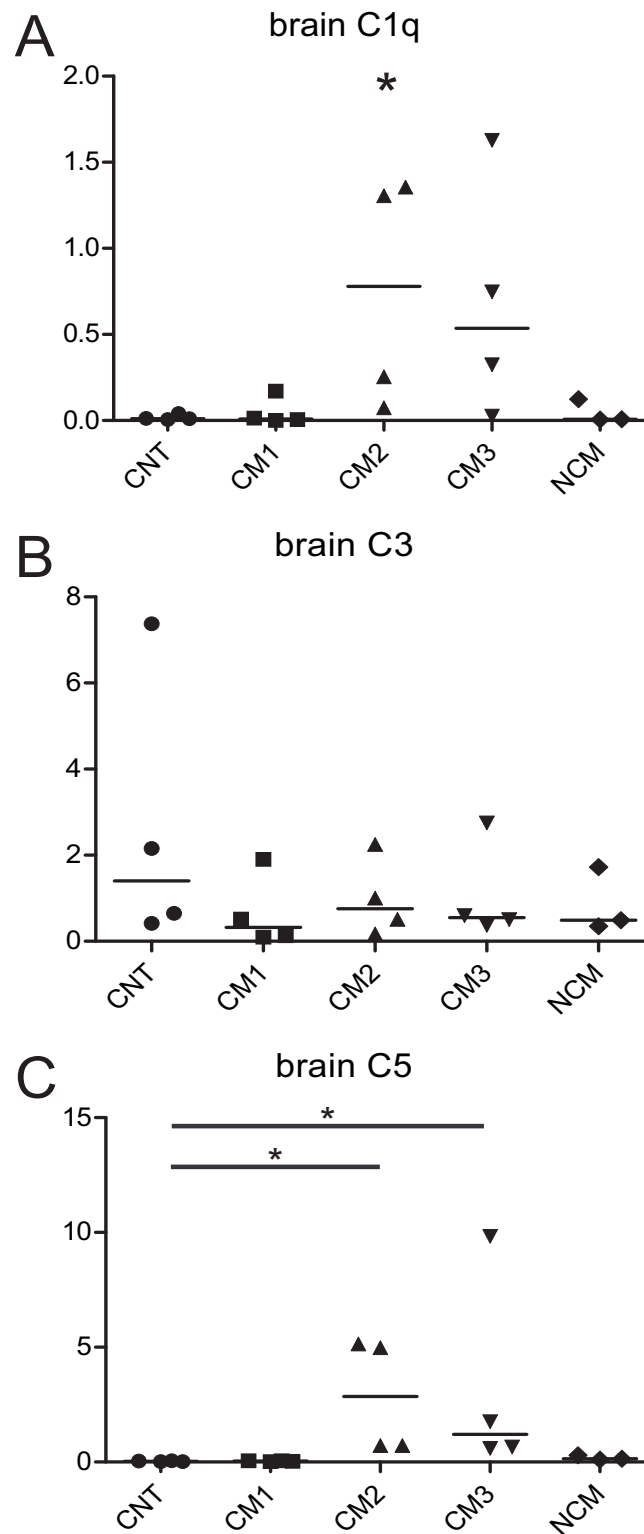 A
brain C1q
2.0
*
1.5
1.0
0.5
0.0
CNT
CM1
CM2
CM3
NCM
B
brain C3
8
6
4
2
0
CNT
CM1
CM2
CM3
NCM
C
brain C5
15
*
*
10
5
0
CNT
CM1
CM2
CM3
NCM